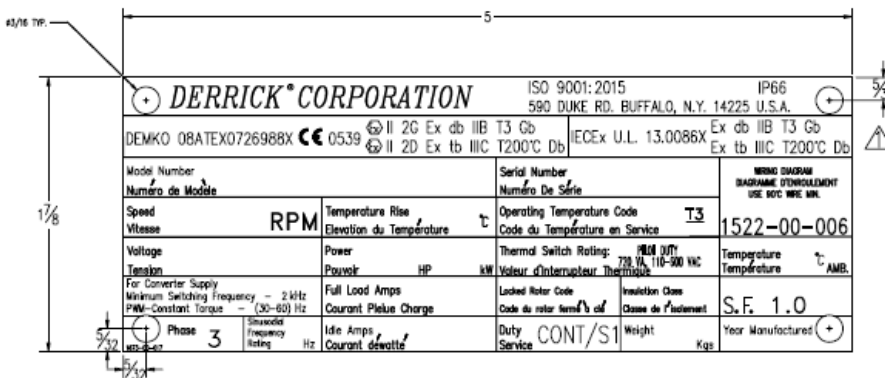 5
ø3/16 TYP.
DERRICK® CORPORATION
ISO 9001:2015
IP66
590 DUKE RD. BUFFALO, N.Y. 14225 U.S.A.
DEMKO 08ATEX0726988X CE 0539
Ex II 2G Ex db IIB T3 Gb
Ex II 2D Ex tb IIIC T200°C Db
IECEx U.L. 13.0086X
Ex db IIB T3 Gb
Ex tb IIIC T200°C Db
1 7/8
Model Number
Numéro de Modèle
Serial Number
Numéro De Série
WIRING DIAGRAM
DIAGRAMME D'ENROULEMENT
USE 90°C WIRE MIN.
1522-00-006
Speed
Vitesse
RPM
Temperature Rise
Elevation du Température
°C
Operating Temperature Code
Code du Température en Service
T3
Voltage
Tension
Power
Pouvoir HP kW
Thermal Switch Rating: PILOT DUTY
720 VA, 110-500 VAC
Valeur d'Interrupteur Thermique
Temperature
Température
°C
AMB.
For Converter Supply
Minimum Switching Frequency - 2 kHz
PWM-Constant Torque - (30-60) Hz
Full Load Amps
Courant Pleiue Charge
Locked Rotor Code
Code du rotor fermé'à clé
Insulation Class
Classe de l'isolement
S.F. 1.0
Phase 3
Sinusoidal
Frequency
Rating Hz
Idle Amps
Courant déwatté
Duty
Service
CONT/S1
Weight
Kgs
Year Manufactured
5/32
5/32